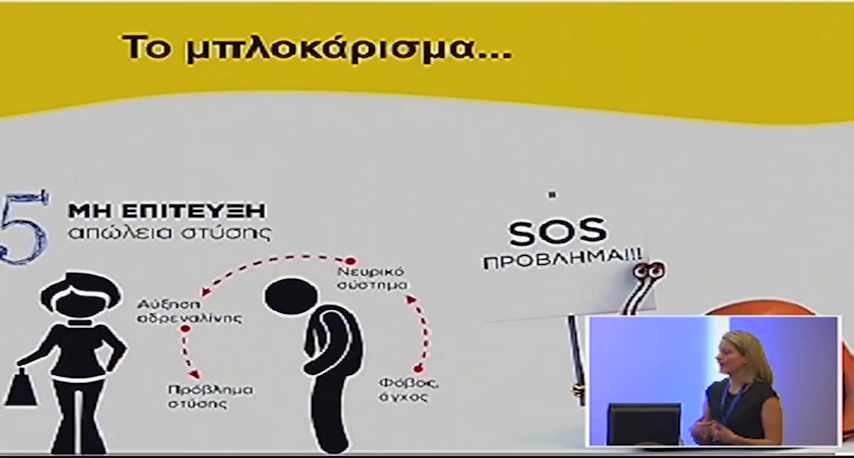 Το μπλοκάρισμα...
5
ΜΗ ΕΠΙΤΕΥΞΗ
απώλεια στύσης
SOS
ΠΡΟΒΛΗΜΑ!!!
Νευρικό
σύστημα
Αύξηση
αδρεναλίνης
Πρόβλημα
στύσης
Φόβος,
άγχος